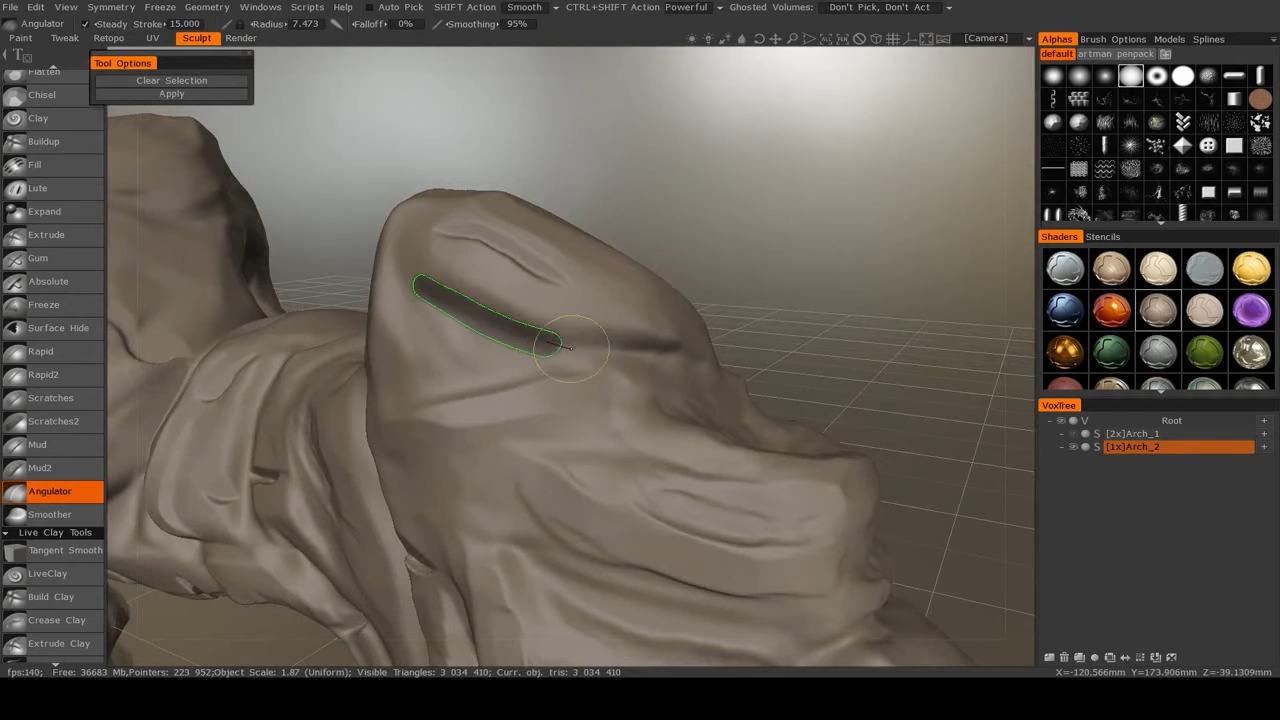 File Edit View Symmetry Freeze Geometry Windows Scripts Help Auto Pick SHIFT Action Smooth CTRL+SHIFT Action Powerful Ghosted Volumes: Don't Pick, Don't Act
Angulator Steady Stroke 15.000 Radius 7.473 Falloff 0% Smoothing 95%
Paint Tweak Retopo UV Sculpt Render [Camera]
Tool Options
Clear Selection
Apply
Flatten
Chisel
Clay
Buildup
Fill
Lute
Expand
Extrude
Gum
Absolute
Freeze
Surface Hide
Rapid
Rapid2
Scratches
Scratches2
Mud
Mud2
Angulator
Smoother
Live Clay Tools
Tangent Smooth
LiveClay
Build Clay
Crease Clay
Extrude Clay
Alphas Brush Options Models Splines
default artman penpack
Shaders Stencils
VoxTree
V Root
S [2x]Arch_1
S [1x]Arch_2
fps:140; Free: 36683 Mb,Pointers: 223 952;Object Scale: 1.87 (Uniform); Visible Triangles: 3 034 410; Curr. obj. tris: 3 034 410
X=-120.566mm Y=173.906mm Z=-39.1309mm